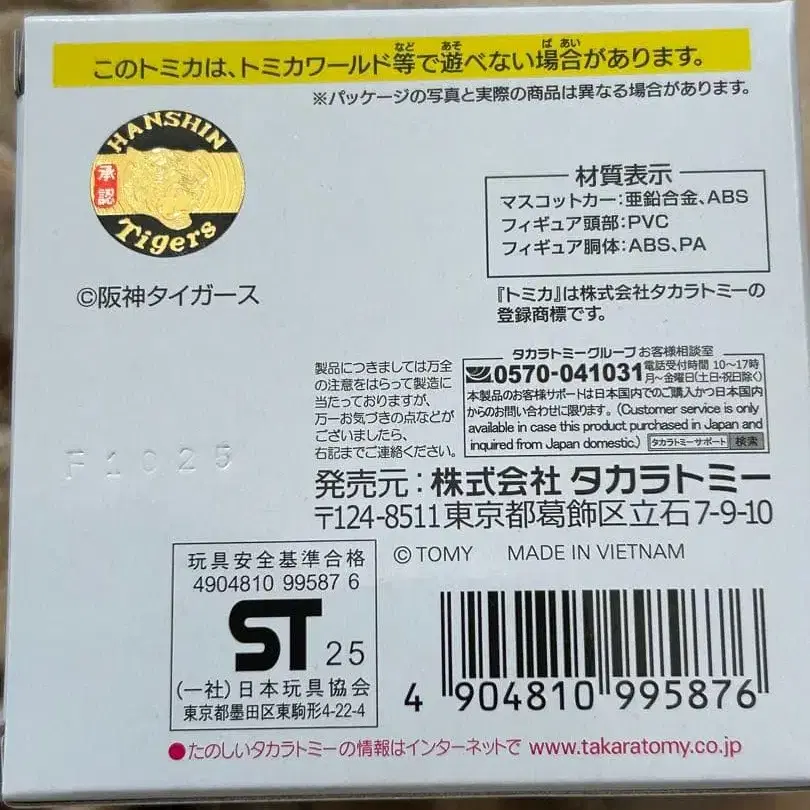 このトミカは、トミカワールド等で遊べない場合があります。
※パッケージの写真と実際の商品は異なる場合があります。
HANSHIN
承認
Tigers
©阪神タイガース
材質表示
マスコットカー:亜鉛合金、ABS
フィギュア頭部:PVC
フィギュア胴体:ABS、PA
『トミカ』は株式会社タカラトミーの
登録商標です。
製品につきましては万全
の注意をはらって製造に
当たっておりますが、
万一お気づきの点などが
ございましたら、
右記までご連絡ください。
タカラトミーグループ お客様相談室
0570-041031 電話受付時間 10〜17時
月〜金曜日(土日・祝日除く)
本製品のお客様サポートは日本国内でのご購入かつ日本国内
からのお問い合わせに限ります。(Customer service is only
available in case this product purchased in Japan and
inquired from Japan domestic.) タカラトミーサポート 検索
F1025
発売元:株式会社 タカラトミー
〒124-8511東京都葛飾区立石7-9-10
© TOMY MADE IN VIETNAM
玩具安全基準合格
4904810 99587 6
ST 25
(一社)日本玩具協会
東京都墨田区東駒形4-22-4
4 904810 995876
●たのしいタカラトミーの情報はインターネットで www.takaratomy.co.jp